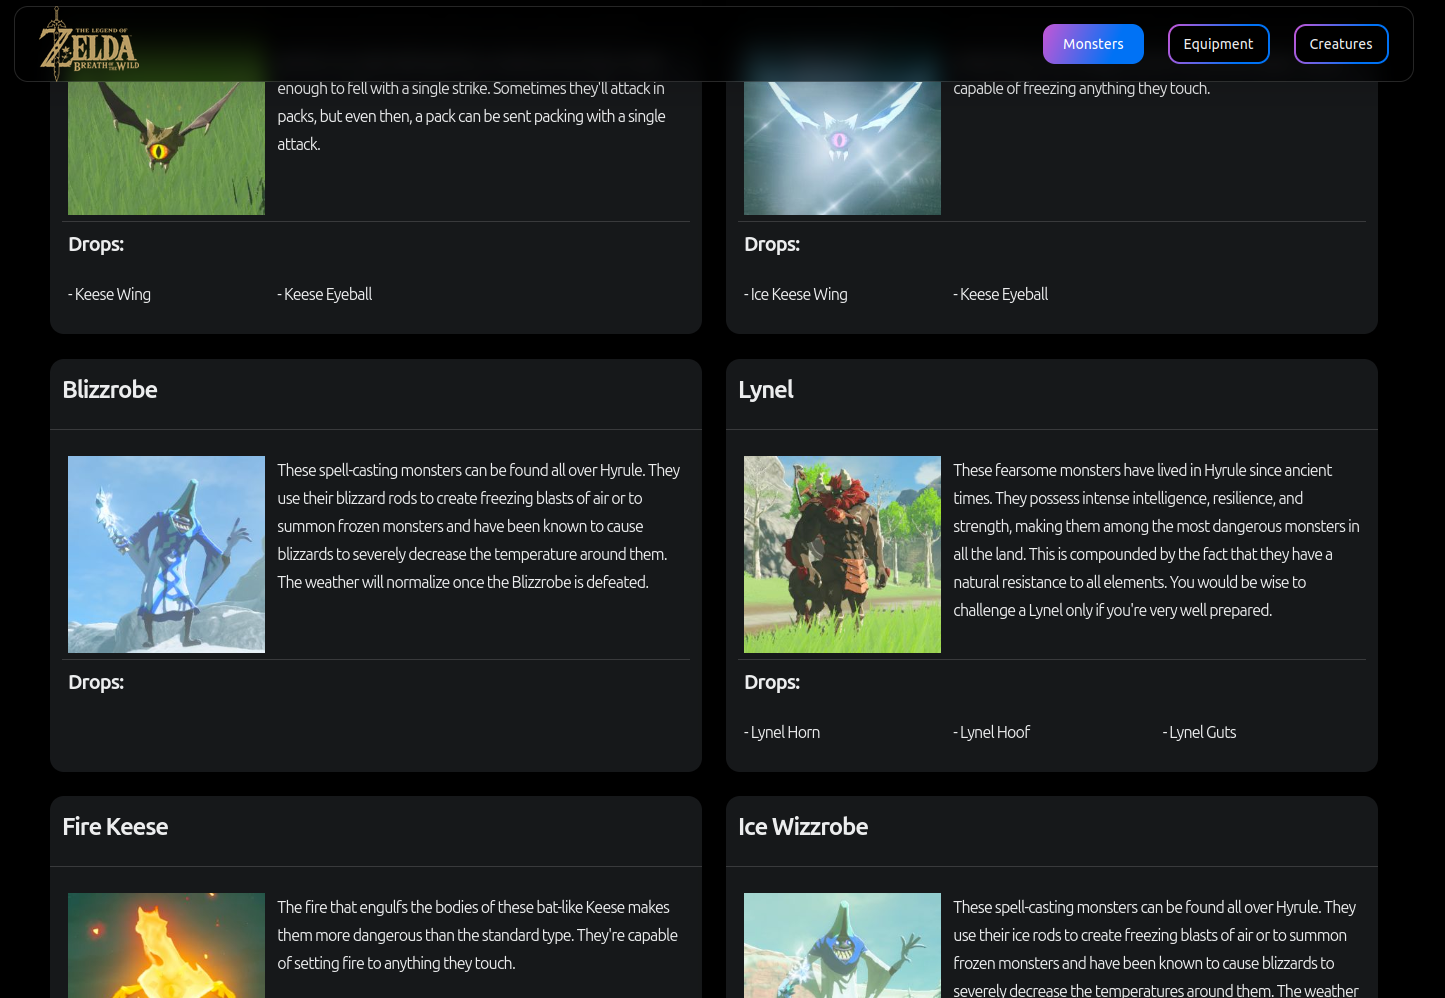 THE LEGEND OF
ZELDA
BREATH OF THE WILD
Monsters
Equipment
Creatures
enough to fell with a single strike. Sometimes they'll attack in
packs, but even then, a pack can be sent packing with a single
attack.
Drops:
- Keese Wing
- Keese Eyeball
capable of freezing anything they touch.
Drops:
- Ice Keese Wing
- Keese Eyeball
Blizzrobe
These spell-casting monsters can be found all over Hyrule. They
use their blizzard rods to create freezing blasts of air or to
summon frozen monsters and have been known to cause
blizzards to severely decrease the temperature around them.
The weather will normalize once the Blizzrobe is defeated.
Drops:
Lynel
These fearsome monsters have lived in Hyrule since ancient
times. They possess intense intelligence, resilience, and
strength, making them among the most dangerous monsters in
all the land. This is compounded by the fact that they have a
natural resistance to all elements. You would be wise to
challenge a Lynel only if you're very well prepared.
Drops:
- Lynel Horn
- Lynel Hoof
- Lynel Guts
Fire Keese
The fire that engulfs the bodies of these bat-like Keese makes
them more dangerous than the standard type. They're capable
of setting fire to anything they touch.
Ice Wizzrobe
These spell-casting monsters can be found all over Hyrule. They
use their ice rods to create freezing blasts of air or to summon
frozen monsters and have been known to cause blizzards to
severely decrease the temperatures around them. The weather